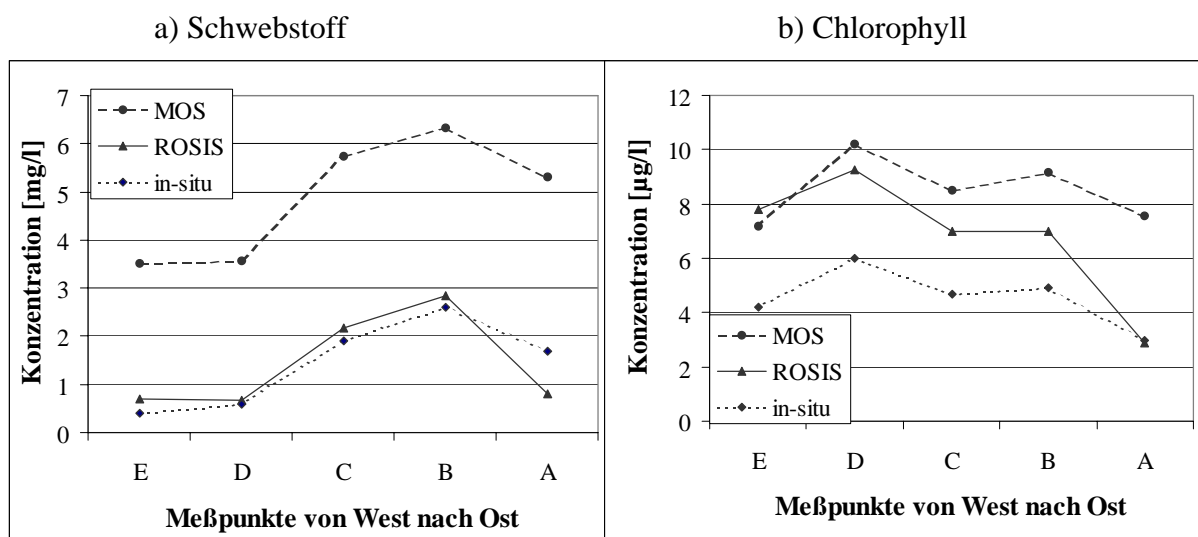 a) Schwebstoff
Konzentration [mg/l]
7
6
5
4
3
2
1
0
MOS
ROSIS
in-situ
E D C B A
Meßpunkte von West nach Ost
b) Chlorophyll
Konzentration [µg/l]
12
10
8
6
4
2
0
MOS
ROSIS
in-situ
E D C B A
Meßpunkte von West nach Ost